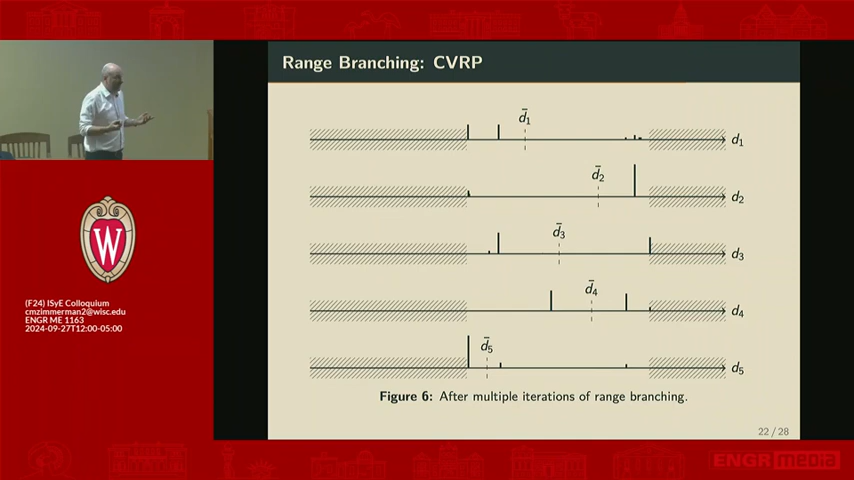 Range Branching: CVRP
d̄₁
d₁
d̄₂
d₂
d̄₃
d₃
d̄₄
d₄
d̄₅
d₅
Figure 6: After multiple iterations of range branching.
22 / 28
W
(F24) ISyE Colloquium
cmzimmerman2@wisc.edu
ENGR ME 1163
2024-09-27T12:00-05:00
ENGR media